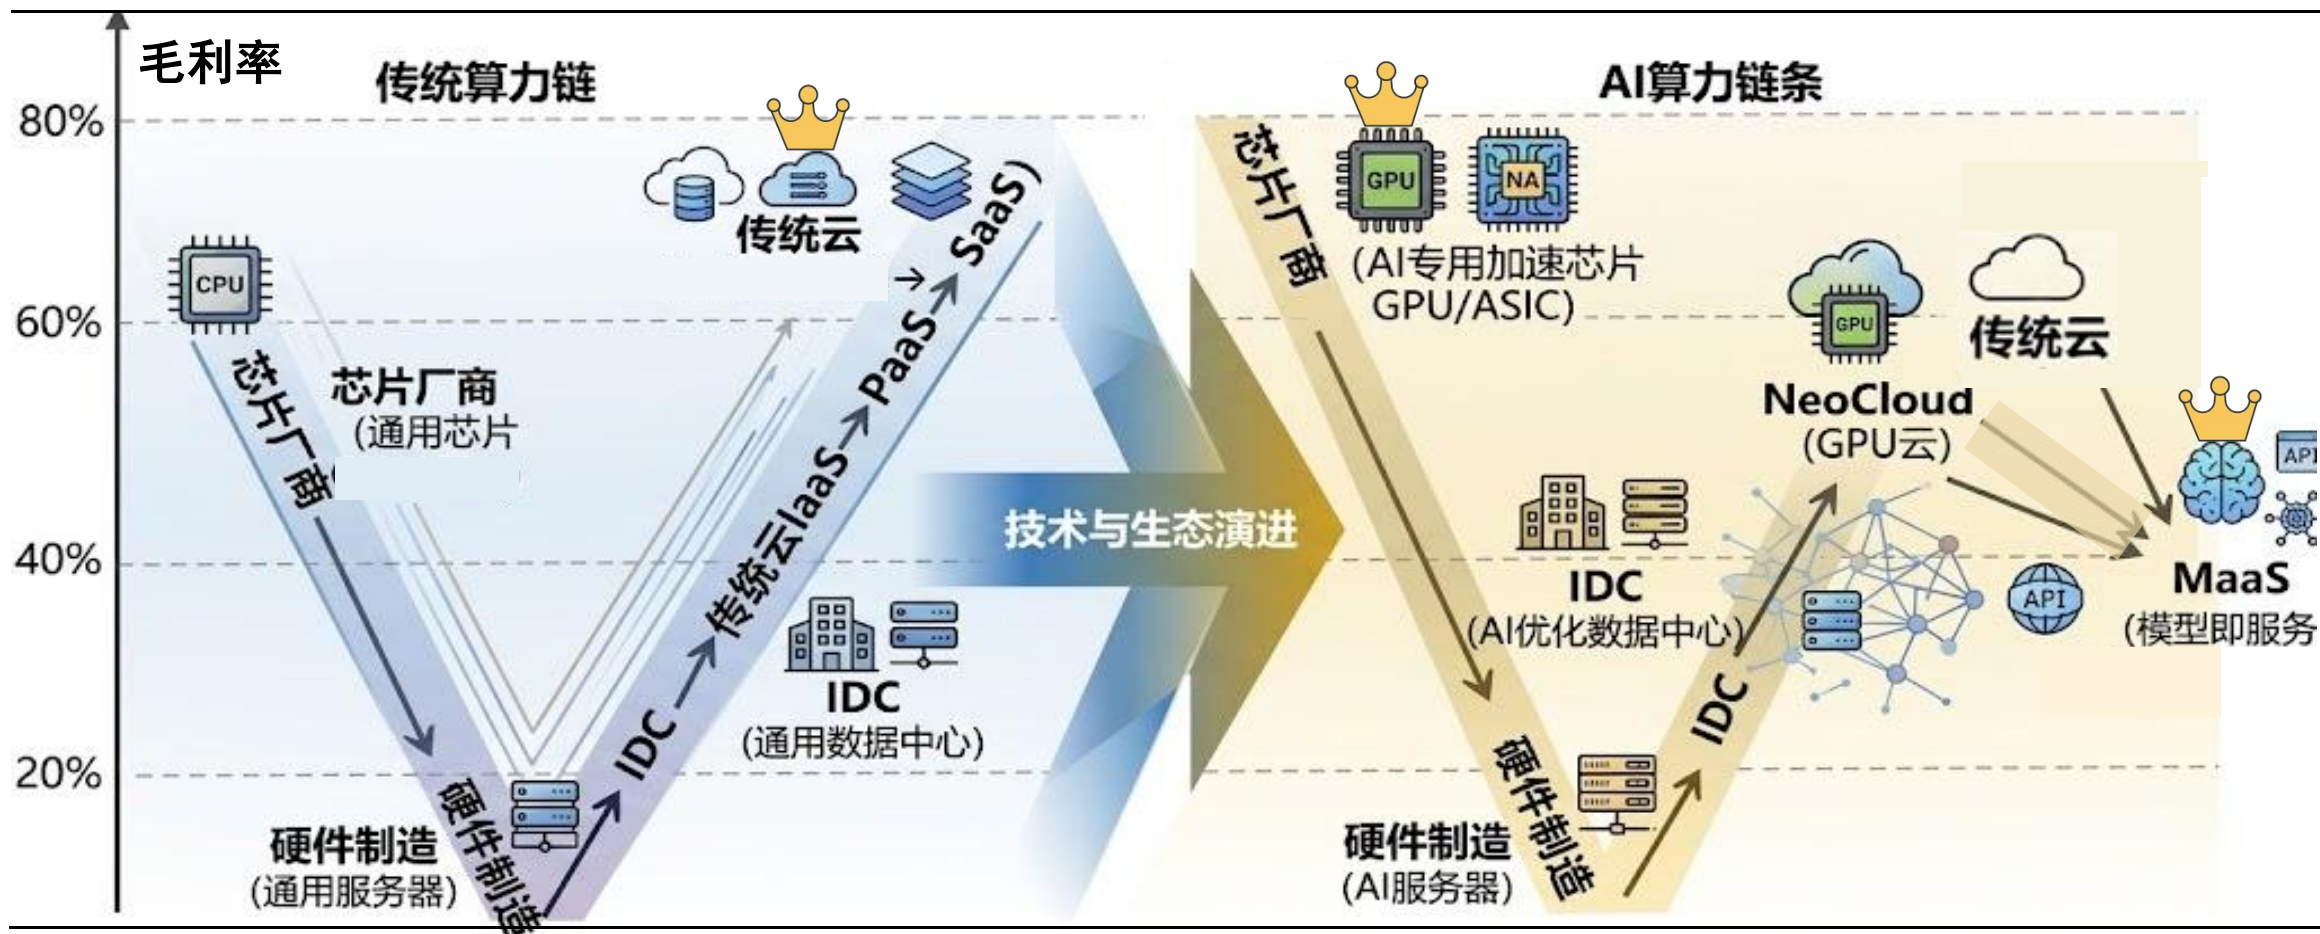 毛利率
80%
60%
40%
20%
传统算力链
CPU
芯片厂商
芯片厂商
(通用芯片
硬件制造
硬件制造
(通用服务器)
IDC
传统云IaaS
PaaS
→
SaaS)
传统云
IDC
(通用数据中心)
技术与生态演进
AI算力链条
芯片厂商
GPU
NA
(AI专用加速芯片
GPU/ASIC)
硬件制造
硬件制造
(AI服务器)
IDC
IDC
(AI优化数据中心)
GPU
NeoCloud
(GPU云)
传统云
API
API
MaaS
(模型即服务